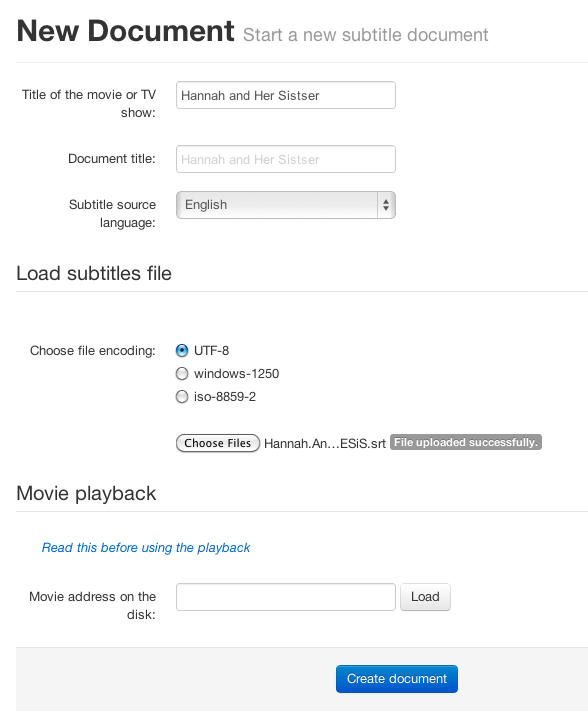 New Document Start a new subtitle document
Title of the movie or TV
show:
Hannah and Her Sistser
Document title:
Hannah and Her Sistser
Subtitle source
language:
English
Load subtitles file
Choose file encoding:
UTF-8
windows-1250
iso-8859-2
Choose Files Hannah.An...ESiS.srt File uploaded successfully.
Movie playback
Read this before using the playback
Movie address on the
disk:
Load
Create document